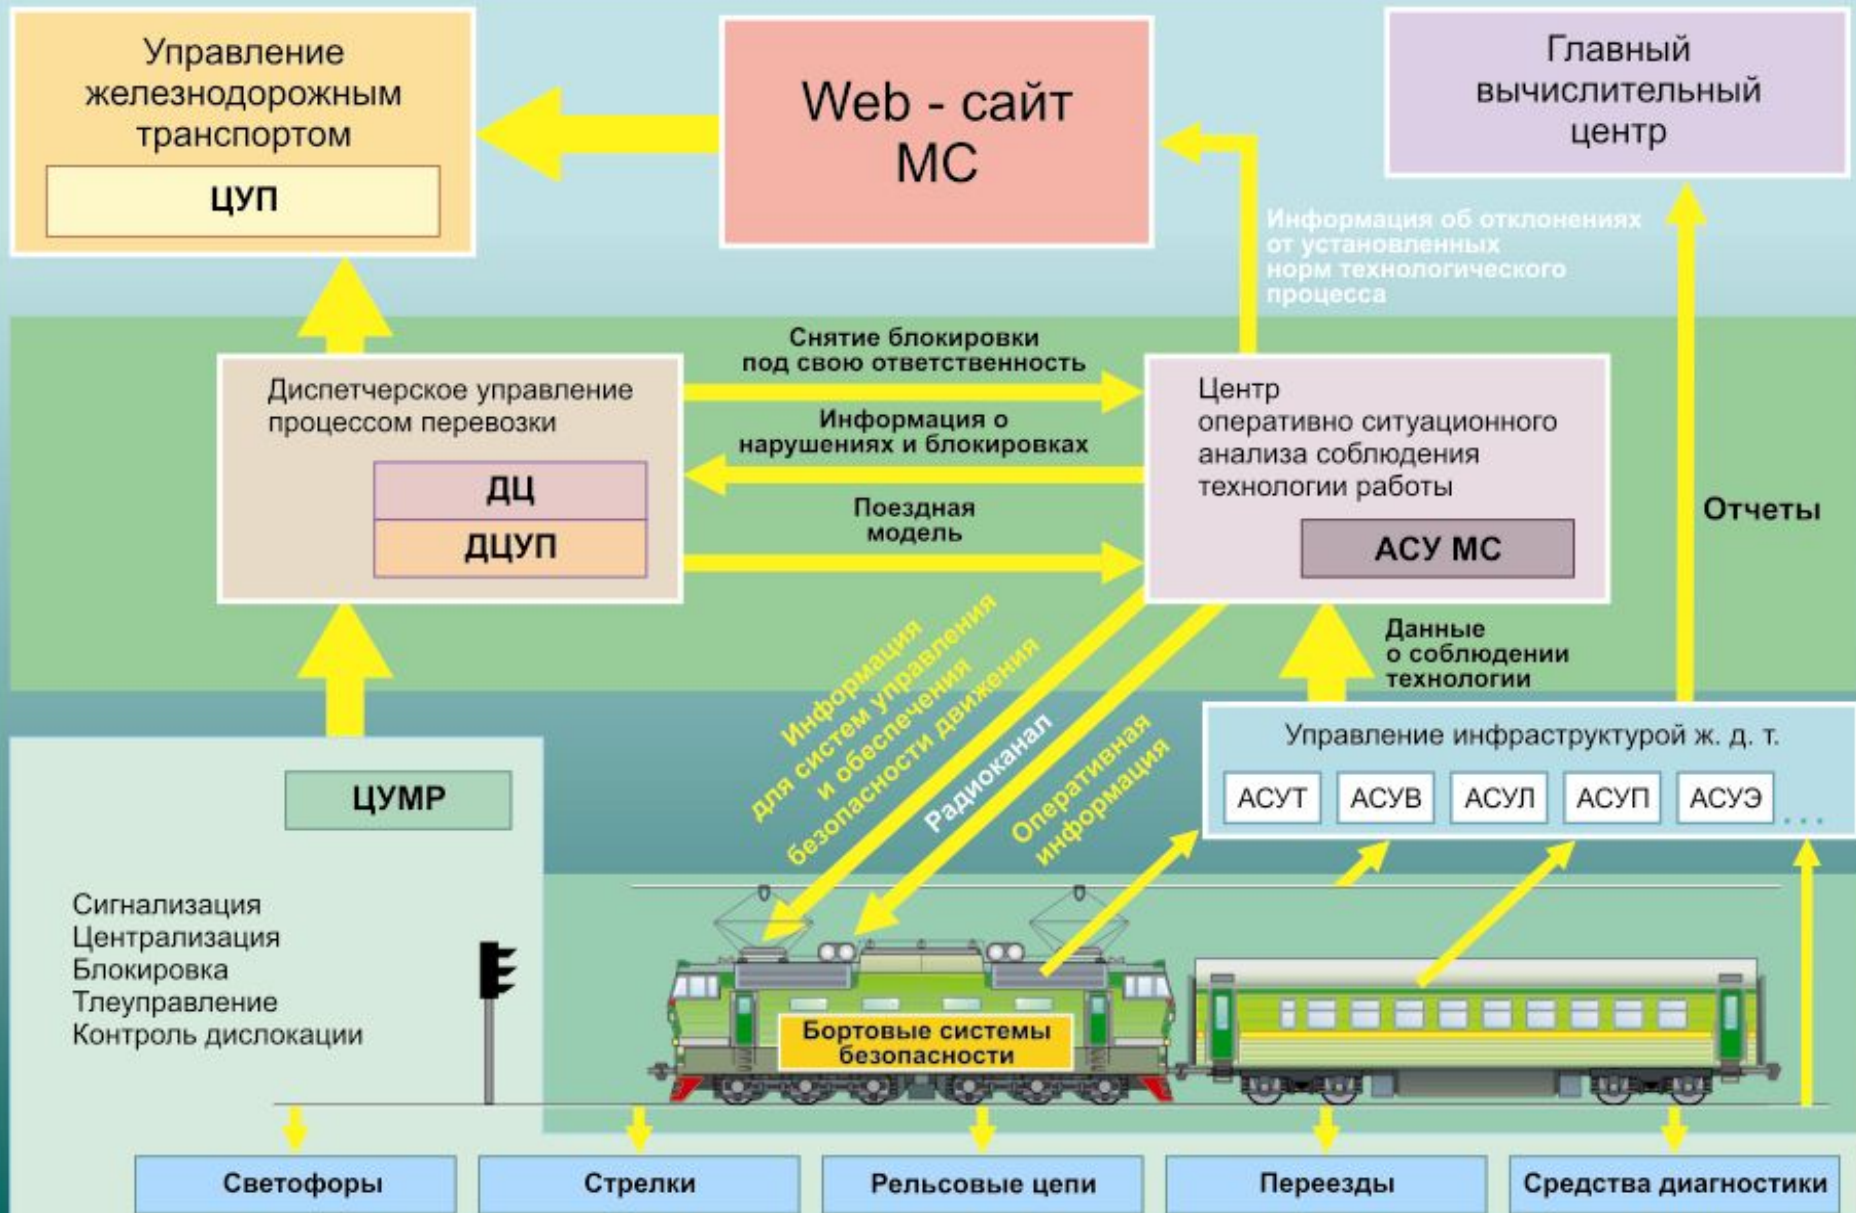 Управление
железнодорожным
транспортом
ЦУП
Web - сайт
МС
Главный
вычислительный
центр
Информация об отклонениях
от установленных
норм технологического
процесса
Диспетчерское управление
процессом перевозки
ДЦ
ДЦУП
Снятие блокировки
под свою ответственность
Информация о
нарушениях и блокировках
Поездная
модель
Центр
оперативно ситуационного
анализа соблюдения
технологии работы
АСУ МС
Отчеты
Данные
о соблюдении
технологии
Информация
для систем управления
и обеспечения
безопасности движения
Радиоканал
Оперативная
информация
Управление инфраструктурой ж. д. т.
АСУТ АСУВ АСУЛ АСУП АСУЭ ...
ЦУМР
Сигнализация
Централизация
Блокировка
Тлеуправление
Контроль дислокации
Бортовые системы
безопасности
Светофоры
Стрелки
Рельсовые цепи
Переезды
Средства диагностики